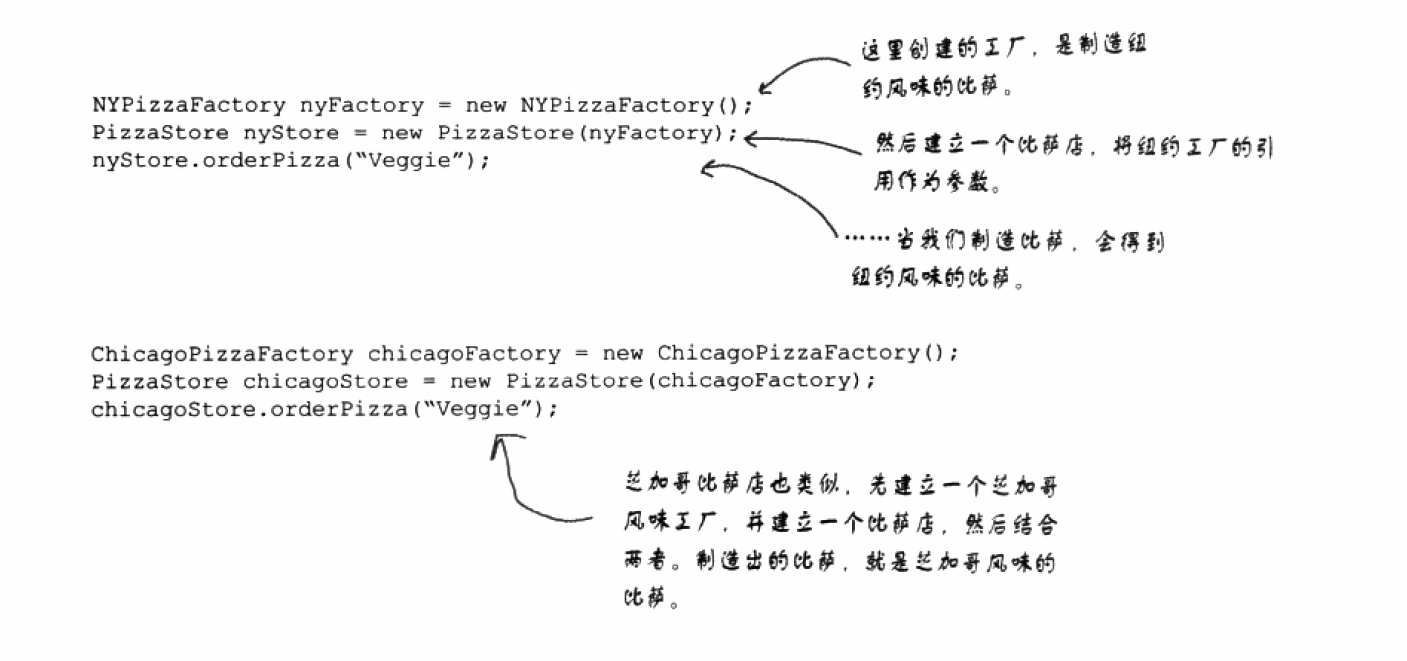 这里创建的工厂，是制造纽
约风味的比萨。
NYPizzaFactory nyFactory = new NYPizzaFactory();
PizzaStore nyStore = new PizzaStore(nyFactory);
nyStore.orderPizza(“Veggie”);
然后建立一个比萨店，将纽约工厂的引
用作为参数。
……当我们制造比萨，会得到
纽约风味的比萨。
ChicagoPizzaFactory chicagoFactory = new ChicagoPizzaFactory();
PizzaStore chicagoStore = new PizzaStore(chicagoFactory);
chicagoStore.orderPizza(“Veggie”);
芝加哥比萨店也类似，先建立一个芝加哥
风味工厂，并建立一个比萨店，然后结合
两者。制造出的比萨，就是芝加哥风味的
比萨。